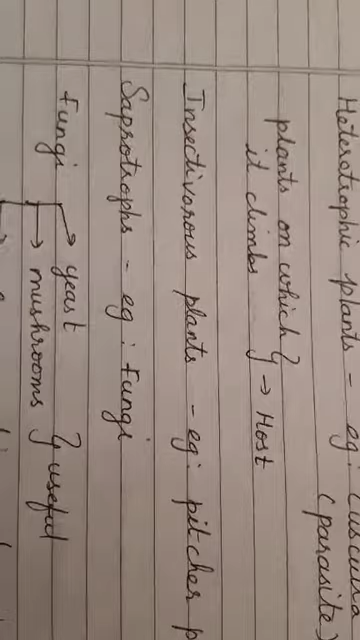 Heterotrophic plants - eg: Cuscuta
(parasite)
plants on which } → Host
it climbs
Insectivorous plants - eg: pitcher
Saprotrophs - eg: Fungi
Fungi → yeast } useful
→ mushrooms